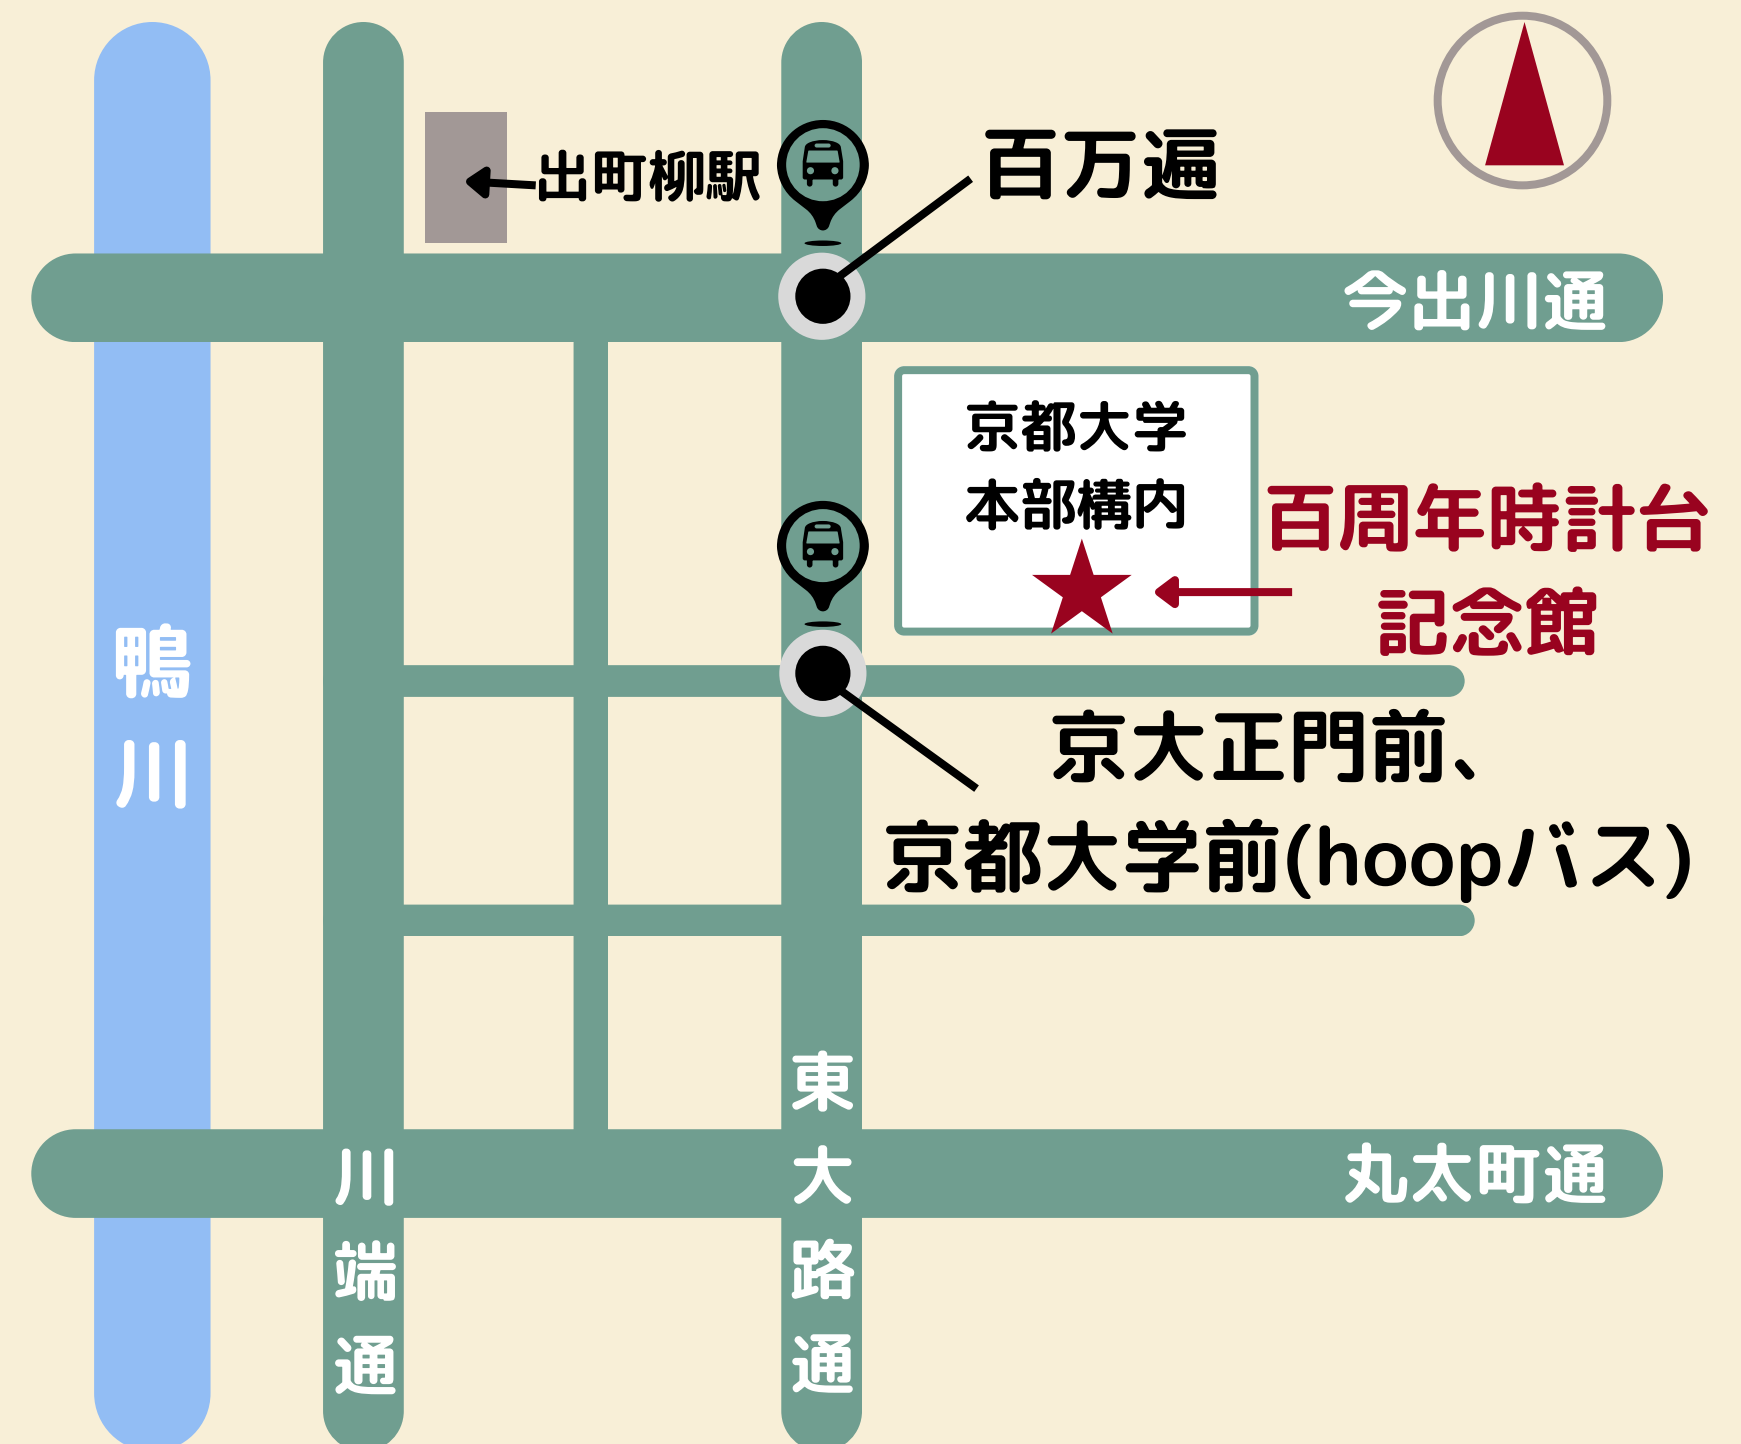 出町柳駅
百万遍
今出川通
京都大学
本部構内
百周年時計台
記念館
鴨川
京大正門前、
京都大学前(hoopバス)
東大路通
川端通
丸太町通